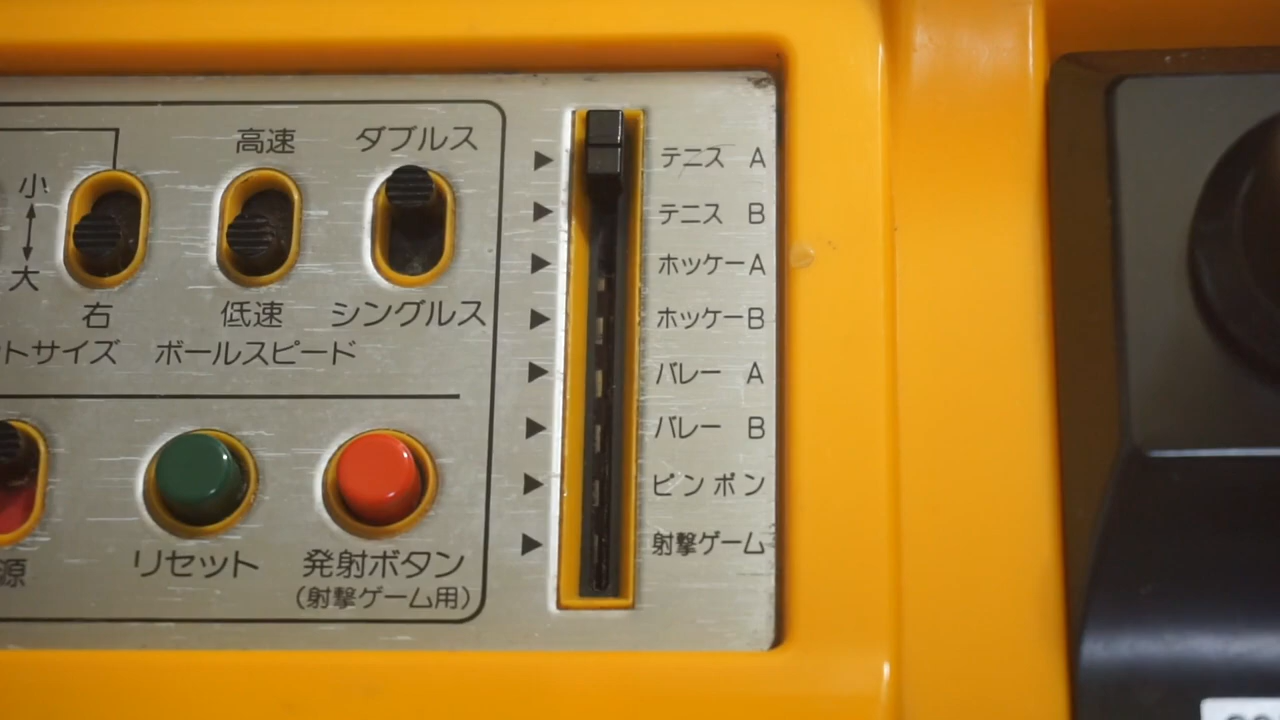 高速
ダブルス
小
大
右
低速
シングルス
トサイズ
ボールスピード
リセット
発射ボタン
(射撃ゲーム用)
源
テニス A
テニス B
ホッケーA
ホッケーB
バレー A
バレー B
ピンポン
射撃ゲーム